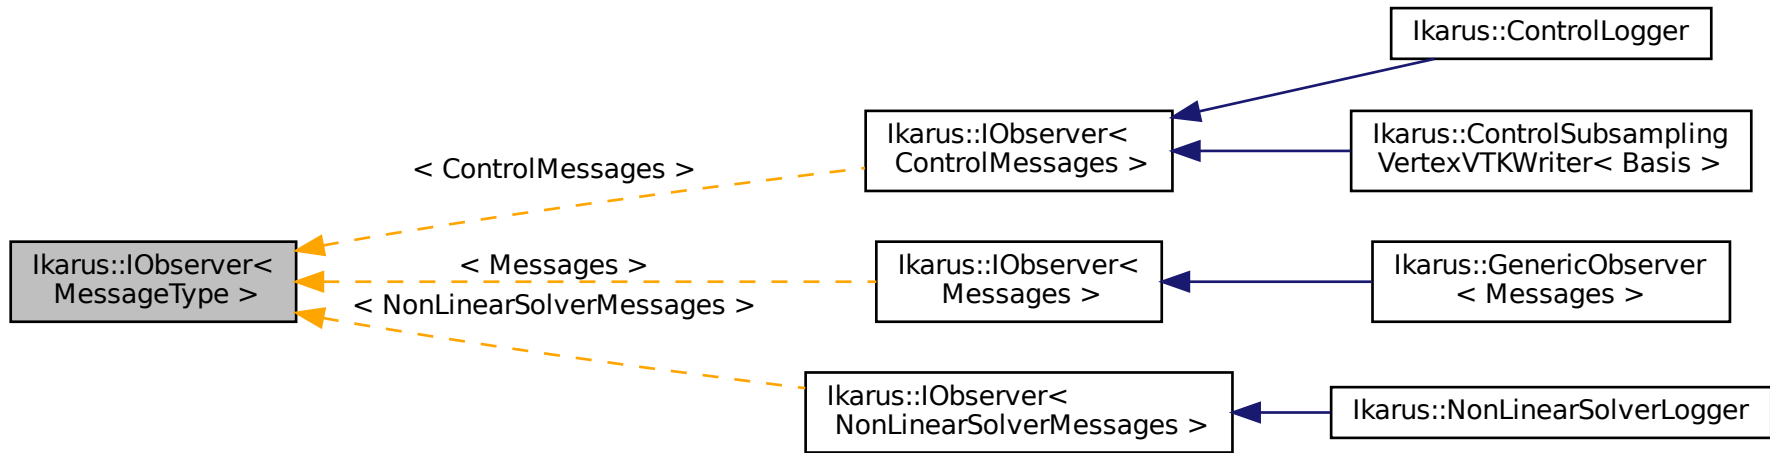 Ikarus::ControlLogger
Ikarus::IObserver<
ControlMessages >
Ikarus::ControlSubsampling
VertexVTKWriter< Basis >
< ControlMessages >
Ikarus::IObserver<
MessageType >
< Messages >
Ikarus::IObserver<
Messages >
Ikarus::GenericObserver
< Messages >
< NonLinearSolverMessages >
Ikarus::IObserver<
NonLinearSolverMessages >
Ikarus::NonLinearSolverLogger